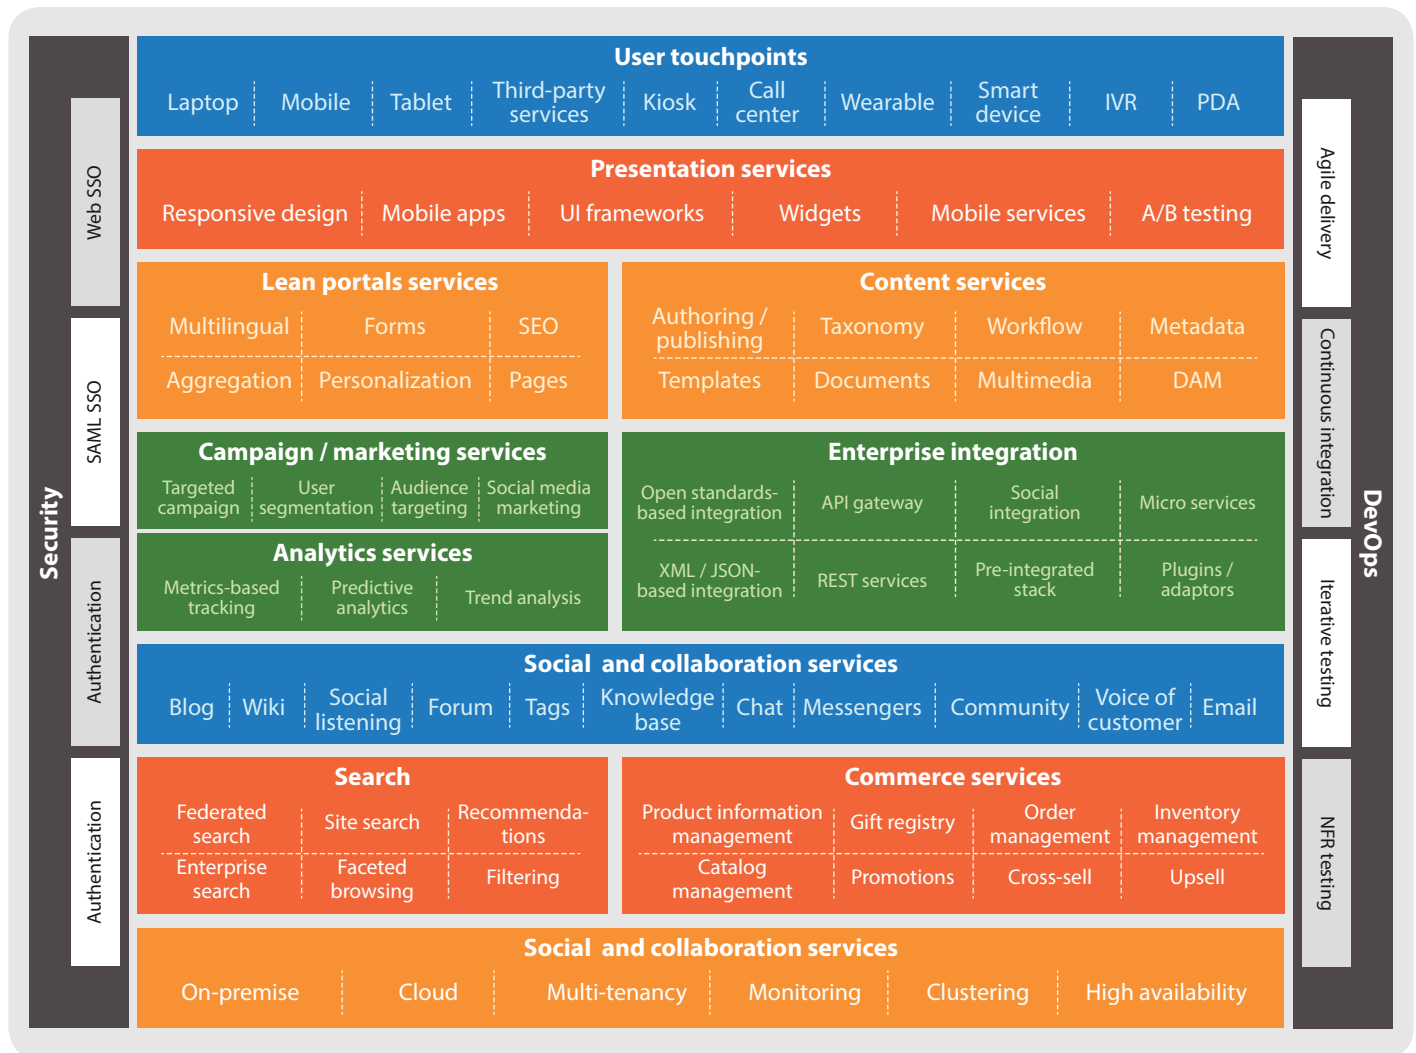 Security
Web SSO
SAML SSO
Authentication
Authentication
User touchpoints
Laptop
Mobile
Tablet
Third-party
services
Kiosk
Call
center
Wearable
Smart
device
IVR
PDA
Presentation services
Responsive design
Mobile apps
UI frameworks
Widgets
Mobile services
A/B testing
Lean portals services
Multilingual
Forms
SEO
Aggregation
Personalization
Pages
Content services
Authoring /
publishing
Taxonomy
Workflow
Metadata
Templates
Documents
Multimedia
DAM
Campaign / marketing services
Targeted
campaign
User
segmentation
Audience
targeting
Social media
marketing
Analytics services
Metrics-based
tracking
Predictive
analytics
Trend analysis
Enterprise integration
Open standards-
based integration
API gateway
Social
integration
Micro services
XML / JSON-
based integration
REST services
Pre-integrated
stack
Plugins /
adaptors
Social  and collaboration services
Blog
Wiki
Social
listening
Forum
Tags
Knowledge
base
Chat
Messengers
Community
Voice of
customer
Email
Search
Federated
search
Site search
Recommenda-
tions
Enterprise
search
Faceted
browsing
Filtering
Commerce services
Product information
management
Gift registry
Order
management
Inventory
management
Catalog
management
Promotions
Cross-sell
Upsell
Social  and collaboration services
On-premise
Cloud
Multi-tenancy
Monitoring
Clustering
High availability
DevOps
Agile delivery
Continuous integration
Iterative testing
NFR testing